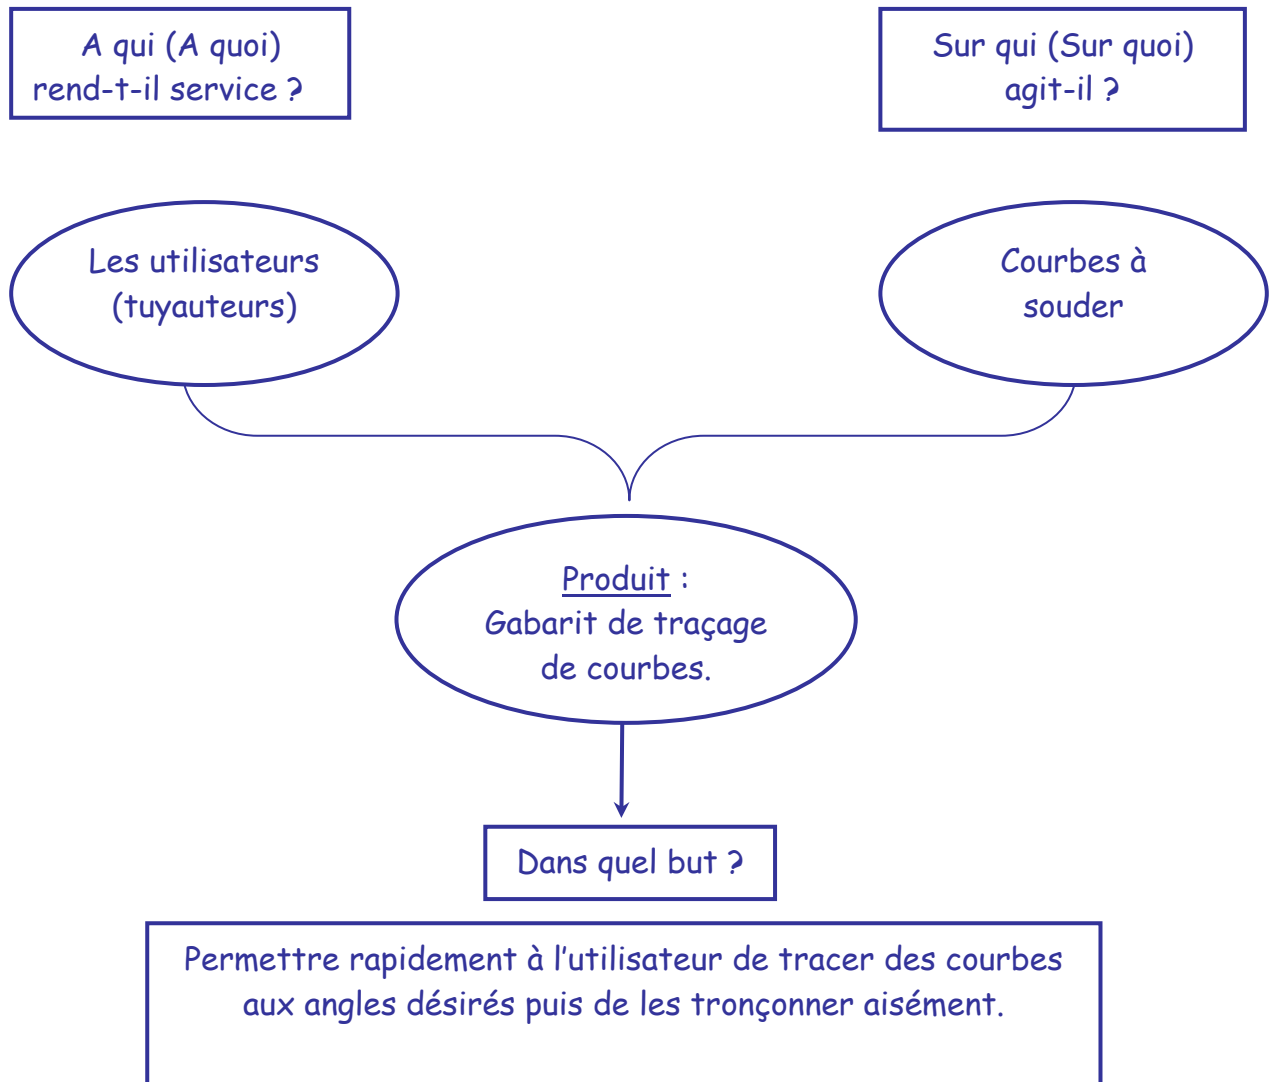 A qui (A quoi)
rend-t-il service ?
Sur qui (Sur quoi)
agit-il ?
Les utilisateurs
(tuyauteurs)
Courbes à
souder
Produit :
Gabarit de traçage
de courbes.
Dans quel but ?
Permettre rapidement à l'utilisateur de tracer des courbes
aux angles désirés puis de les tronçonner aisément.